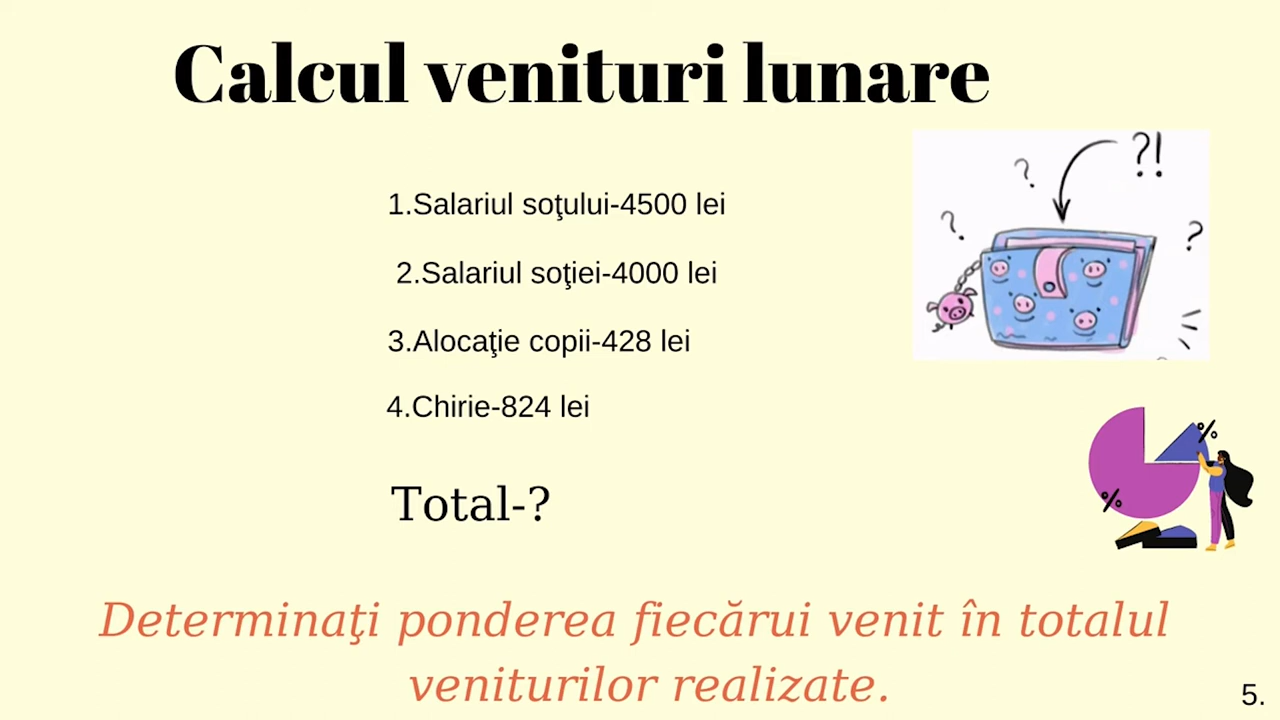 Calcul venituri lunare
?!
?
?
?
1.Salariul soţului-4500 lei
2.Salariul soţiei-4000 lei
3.Alocaţie copii-428 lei
4.Chirie-824 lei
%
%
Total-?
Determinaţi ponderea fiecărui venit în totalul
veniturilor realizate.
5.